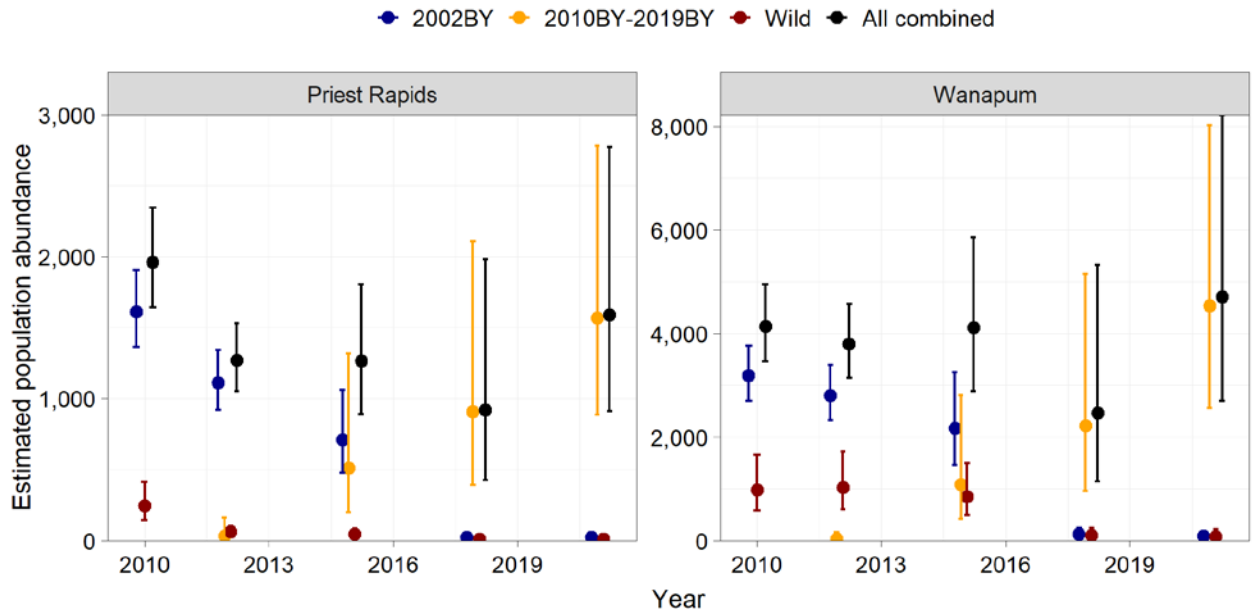 2002BY 2010BY-2019BY Wild All combined
Priest Rapids
Wanapum
Estimated population abundance
3,000
2,000
1,000
0
8,000
6,000
4,000
2,000
0
2010 2013 2016 2019
2010 2013 2016 2019
Year